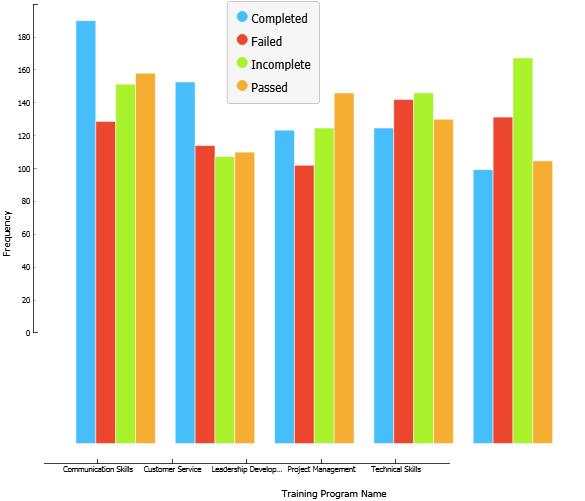 Completed
Failed
Incomplete
Passed
180
160
140
120
100
80
60
40
20
0
Frequency
Communication Skills
Customer Service
Leadership Develop...
Project Management
Technical Skills
Training Program Name